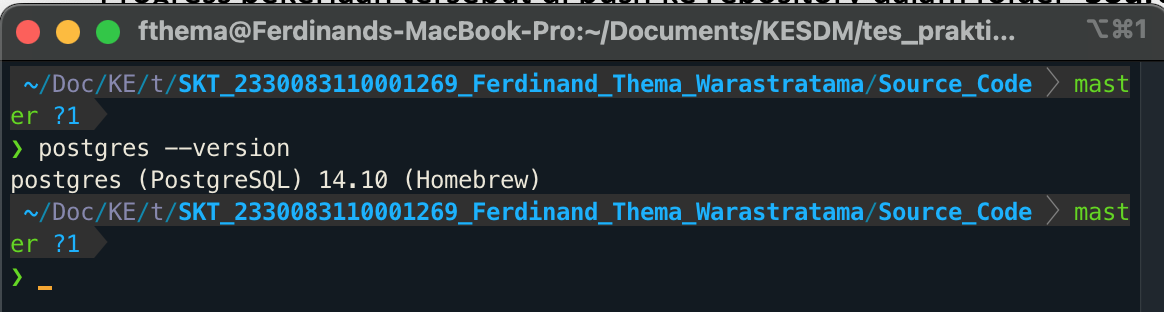 fthema@Ferdinands-MacBook-Pro:~/Documents/KESDM/tes_prakti... ⌥⌘1
~/Doc/KE/t/SKT_2330083110001269_Ferdinand_Thema_Warastratama/Source_Code 〉 mast
er ?1
❯ postgres --version
postgres (PostgreSQL) 14.10 (Homebrew)
~/Doc/KE/t/SKT_2330083110001269_Ferdinand_Thema_Warastratama/Source_Code 〉 mast
er ?1
❯ _